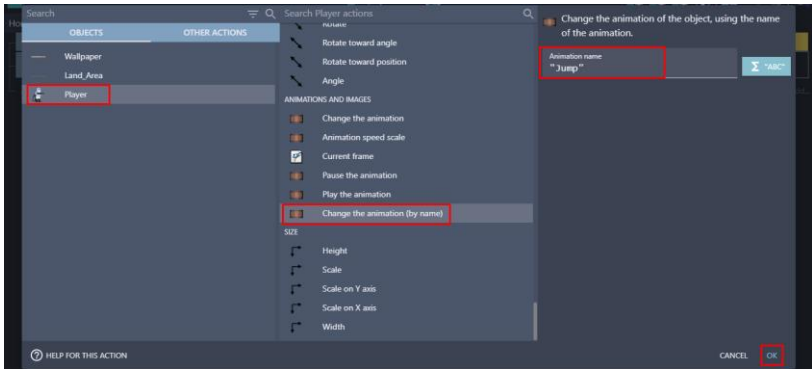 Search
OBJECTS
OTHER ACTIONS
Wallpaper
Land_Area
Player
HELP FOR THIS ACTION
Search Player actions
Rotate
Rotate toward angle
Rotate toward position
Angle
ANIMATIONS AND IMAGES
Change the animation
Animation speed scale
Current frame
Pause the animation
Play the animation
Change the animation (by name)
SIZE
Height
Scale
Scale on Y axis
Scale on X axis
Width
Change the animation of the object, using the name
of the animation.
Animation name
"Jump"
Σ "ABC"
CANCEL
OK